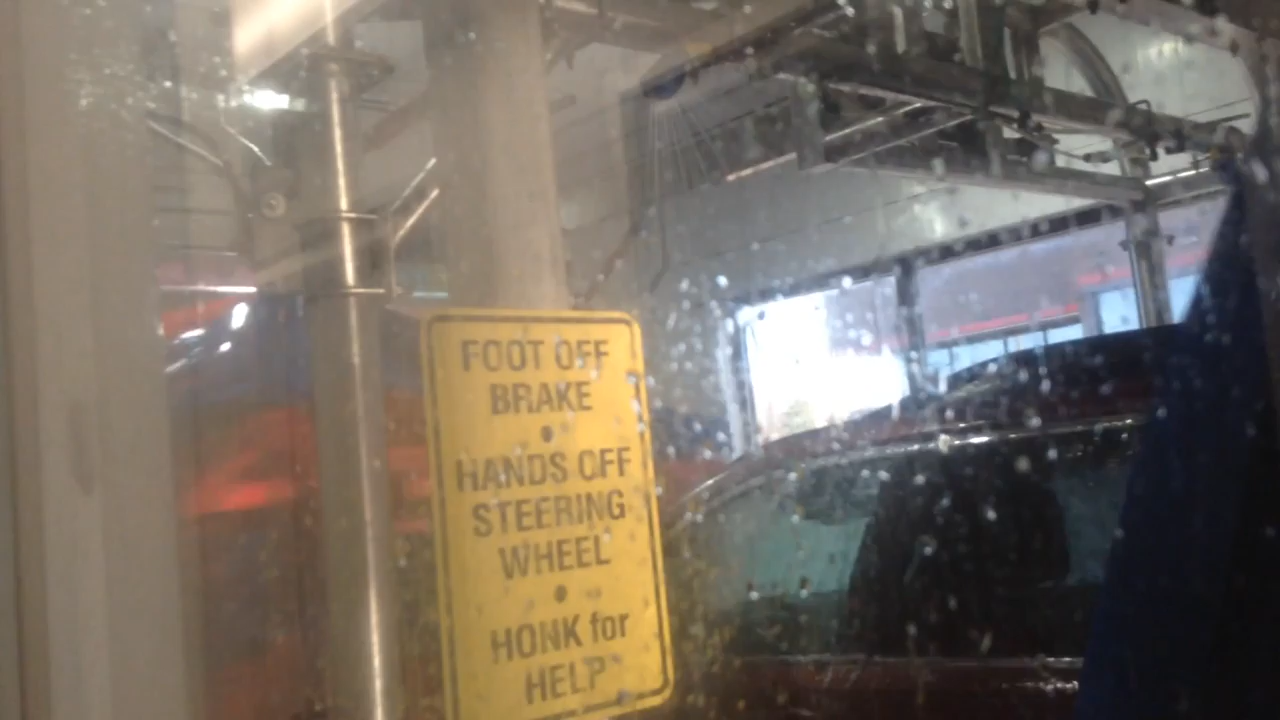 FOOT OFF
BRAKE
•
HANDS OFF
STEERING
WHEEL
•
HONK for
HELP